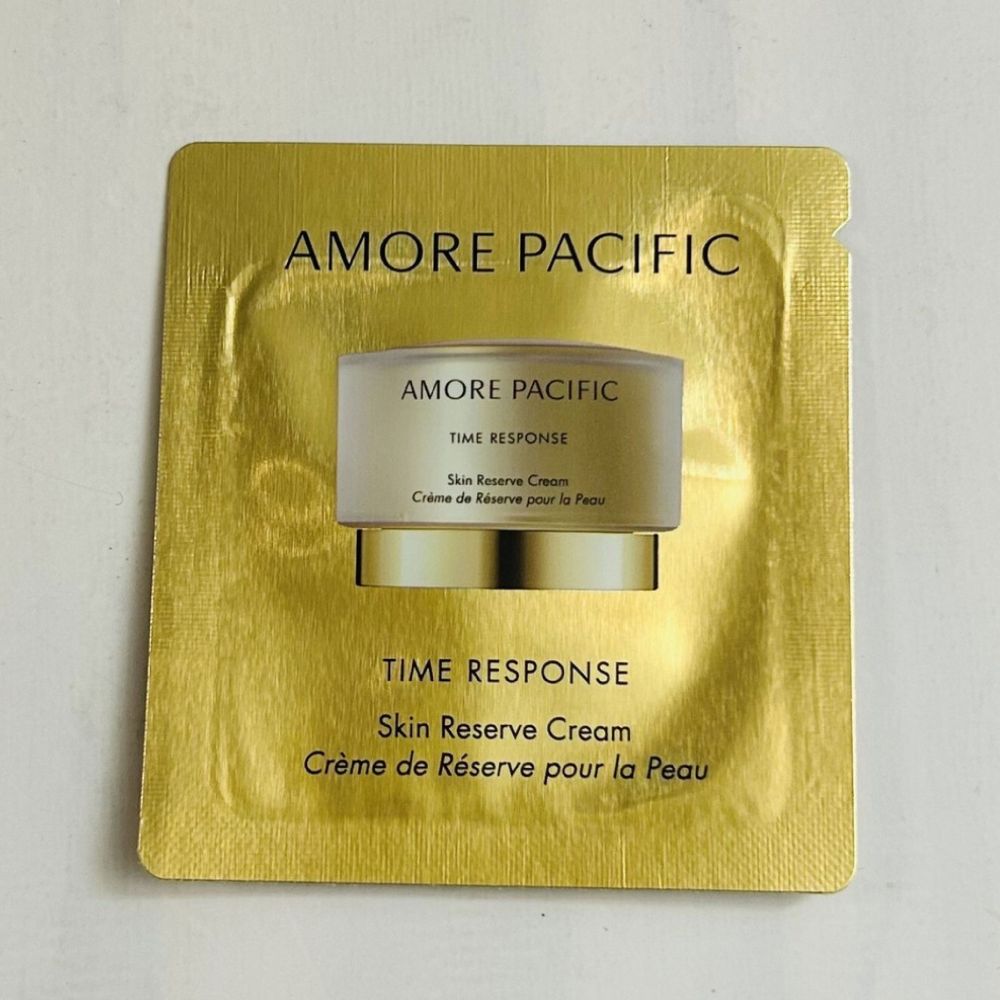 AMORE PACIFIC
AMORE PACIFIC
TIME RESPONSE
Skin Reserve Cream
Crème de Réserve pour la Peau
TIME RESPONSE
Skin Reserve Cream
Crème de Réserve pour la Peau